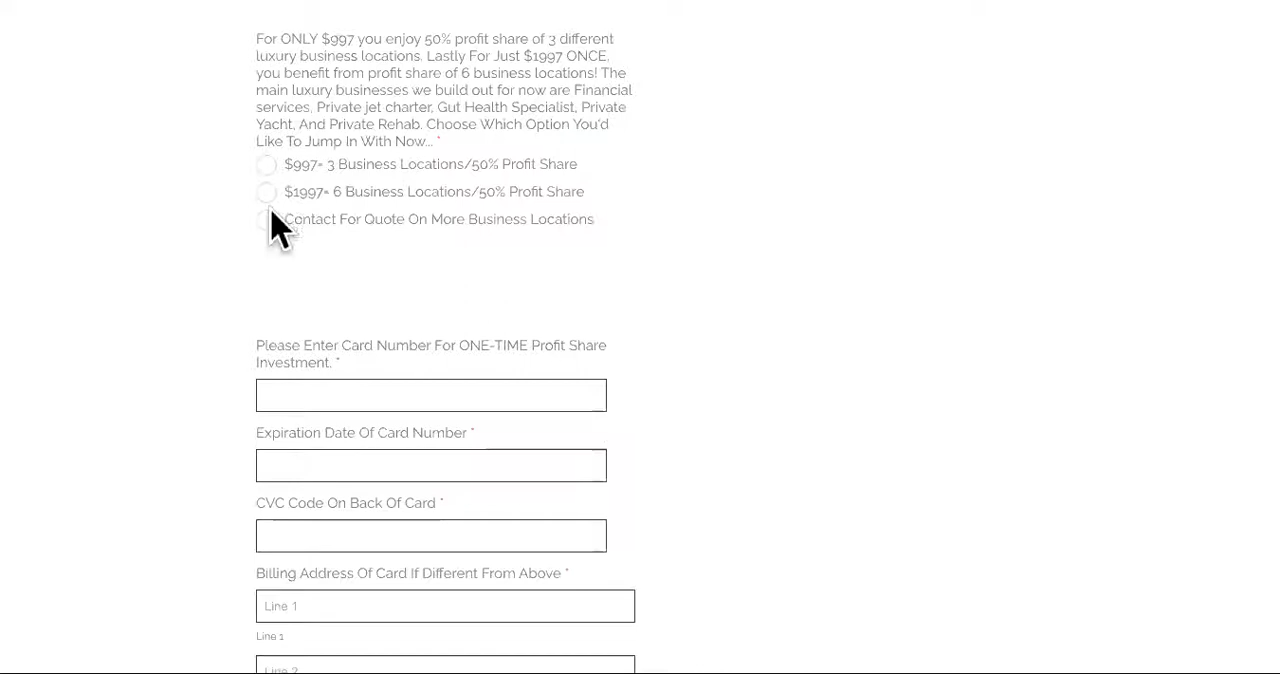 For ONLY $997 you enjoy 50% profit share of 3 different
luxury business locations. Lastly For Just $1997 ONCE,
you benefit from profit share of 6 business locations! The
main luxury businesses we build out for now are Financial
services, Private jet charter, Gut Health Specialist, Private
Yacht, And Private Rehab. Choose Which Option You'd
Like To Jump In With Now... *
$997= 3 Business Locations/50% Profit Share
$1997= 6 Business Locations/50% Profit Share
Contact For Quote On More Business Locations
Please Enter Card Number For ONE-TIME Profit Share
Investment. *
Expiration Date Of Card Number *
CVC Code On Back Of Card *
Billing Address Of Card If Different From Above *
Line 1
Line 1
Line 2